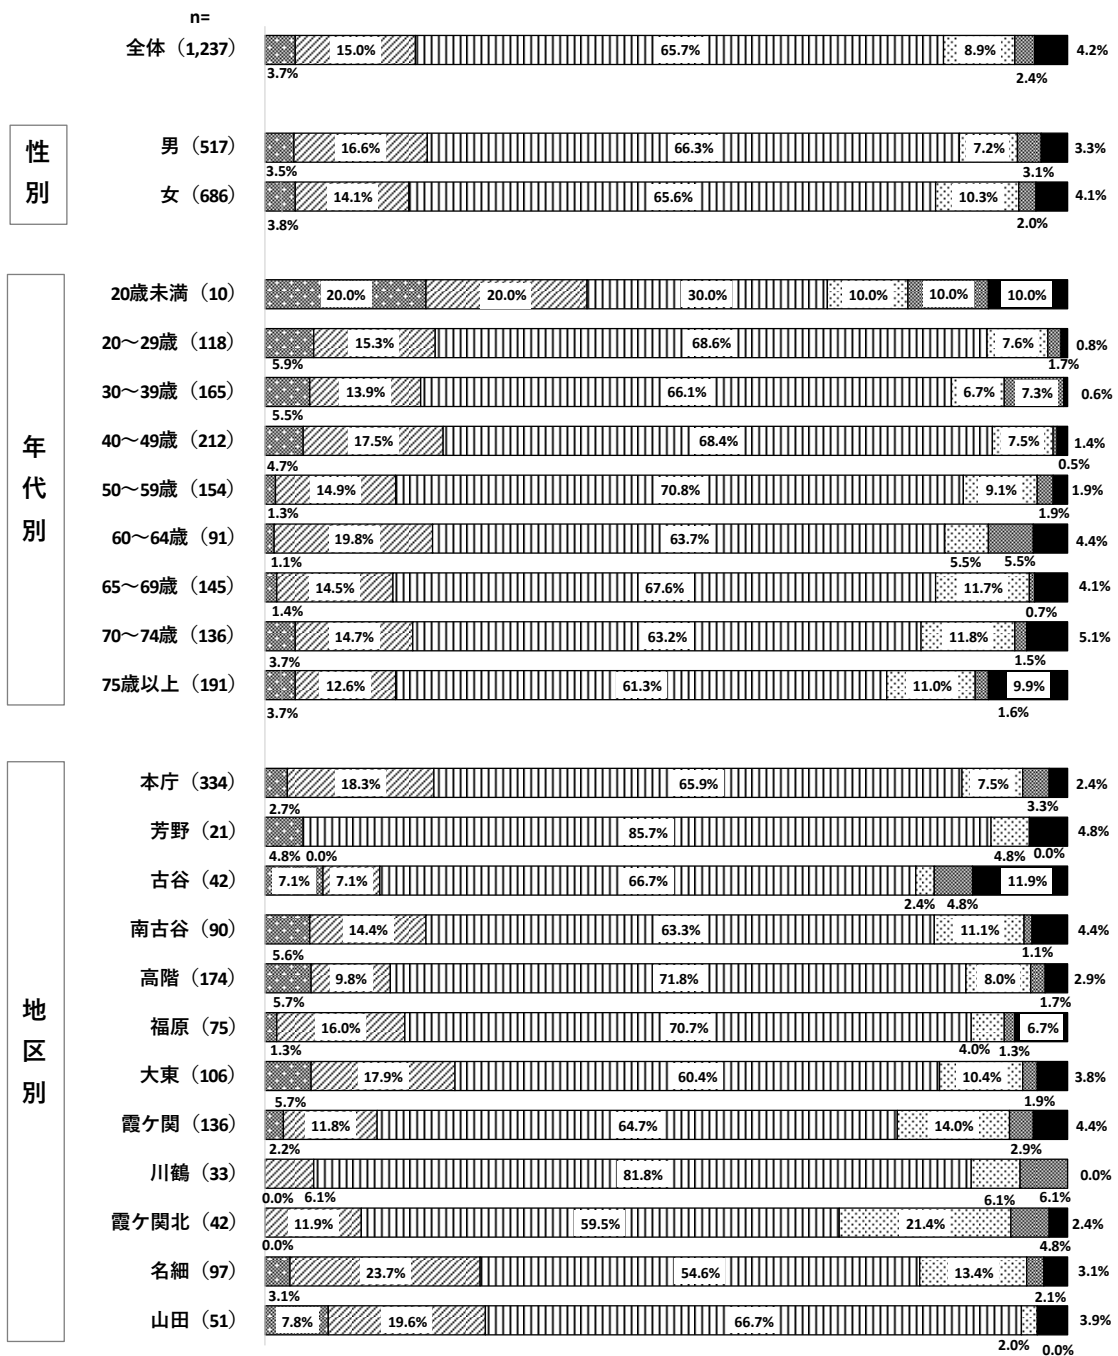 n=
全体（1,237） 15.0% 65.7% 8.9% 4.2%
3.7% 2.4%
性別
男（517） 16.6% 66.3% 7.2% 3.3%
3.5% 3.1%
女（686） 14.1% 65.6% 10.3% 4.1%
3.8% 2.0%
年代別
20歳未満（10） 20.0% 20.0% 30.0% 10.0% 10.0% 10.0%
20～29歳（118） 15.3% 68.6% 7.6% 0.8%
5.9% 1.7%
30～39歳（165） 13.9% 66.1% 6.7% 7.3% 0.6%
5.5%
40～49歳（212） 17.5% 68.4% 7.5% 1.4%
4.7% 0.5%
50～59歳（154） 14.9% 70.8% 9.1% 1.9%
1.3% 1.9%
60～64歳（91） 19.8% 63.7% 4.4%
1.1% 5.5% 5.5%
65～69歳（145） 14.5% 67.6% 11.7% 4.1%
1.4% 0.7%
70～74歳（136） 14.7% 63.2% 11.8% 5.1%
3.7% 1.5%
75歳以上（191） 12.6% 61.3% 11.0% 9.9%
3.7% 1.6%
地区別
本庁（334） 18.3% 65.9% 7.5% 2.4%
2.7% 3.3%
芳野（21） 85.7% 4.8%
4.8% 0.0% 4.8% 0.0%
古谷（42） 7.1% 7.1% 66.7% 11.9%
2.4% 4.8%
南古谷（90） 14.4% 63.3% 11.1% 4.4%
5.6% 1.1%
高階（174） 9.8% 71.8% 8.0% 2.9%
5.7% 1.7%
福原（75） 16.0% 70.7% 6.7%
1.3% 4.0% 1.3%
大東（106） 17.9% 60.4% 10.4% 3.8%
5.7% 1.9%
霞ケ関（136） 11.8% 64.7% 14.0% 4.4%
2.2% 2.9%
川鶴（33） 81.8% 0.0%
0.0% 6.1% 6.1% 6.1%
霞ケ関北（42） 11.9% 59.5% 21.4% 2.4%
0.0% 4.8%
名細（97） 23.7% 54.6% 13.4% 3.1%
3.1% 2.1%
山田（51） 7.8% 19.6% 66.7% 3.9%
2.0% 0.0%